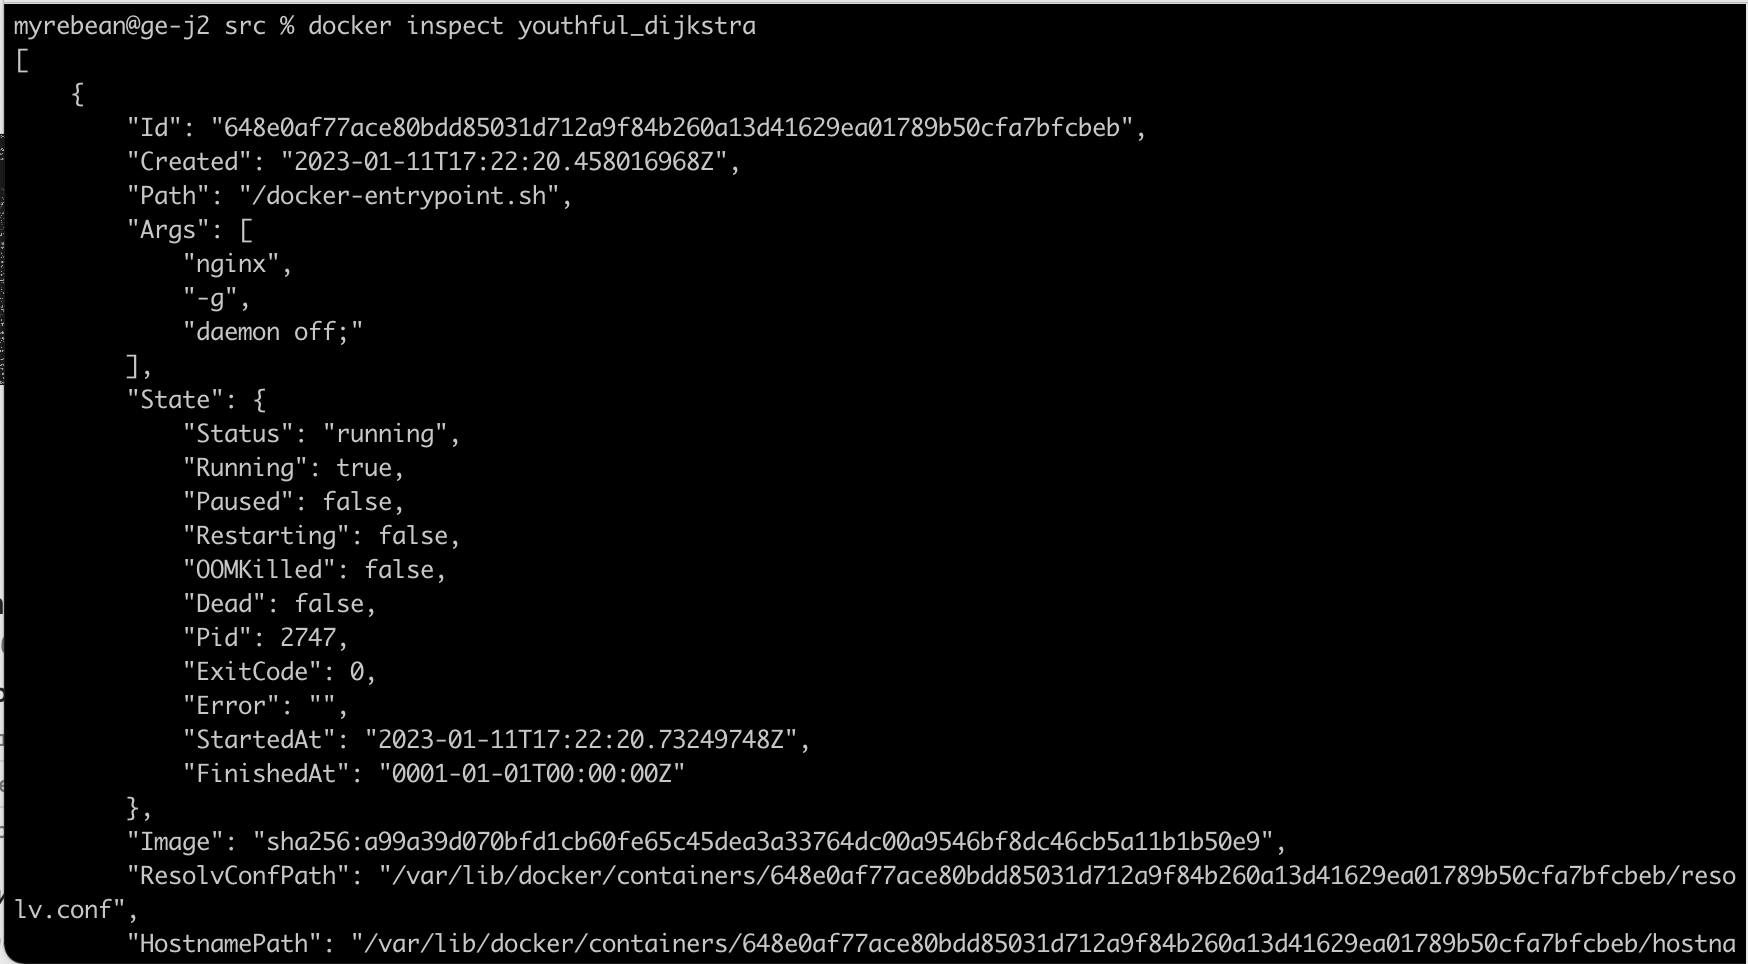 myrebean@ge-j2 src % docker inspect youthful_dijkstra
[
    {
        "Id": "648e0af77ace80bdd85031d712a9f84b260a13d41629ea01789b50cfa7bfcbeb",
        "Created": "2023-01-11T17:22:20.458016968Z",
        "Path": "/docker-entrypoint.sh",
        "Args": [
            "nginx",
            "-g",
            "daemon off;"
        ],
        "State": {
            "Status": "running",
            "Running": true,
            "Paused": false,
            "Restarting": false,
            "OOMKilled": false,
            "Dead": false,
            "Pid": 2747,
            "ExitCode": 0,
            "Error": "",
            "StartedAt": "2023-01-11T17:22:20.73249748Z",
            "FinishedAt": "0001-01-01T00:00:00Z"
        },
        "Image": "sha256:a99a39d070bfd1cb60fe65c45dea3a33764dc00a9546bf8dc46cb5a11b1b50e9",
        "ResolvConfPath": "/var/lib/docker/containers/648e0af77ace80bdd85031d712a9f84b260a13d41629ea01789b50cfa7bfcbeb/reso
lv.conf",
        "HostnamePath": "/var/lib/docker/containers/648e0af77ace80bdd85031d712a9f84b260a13d41629ea01789b50cfa7bfcbeb/hostna